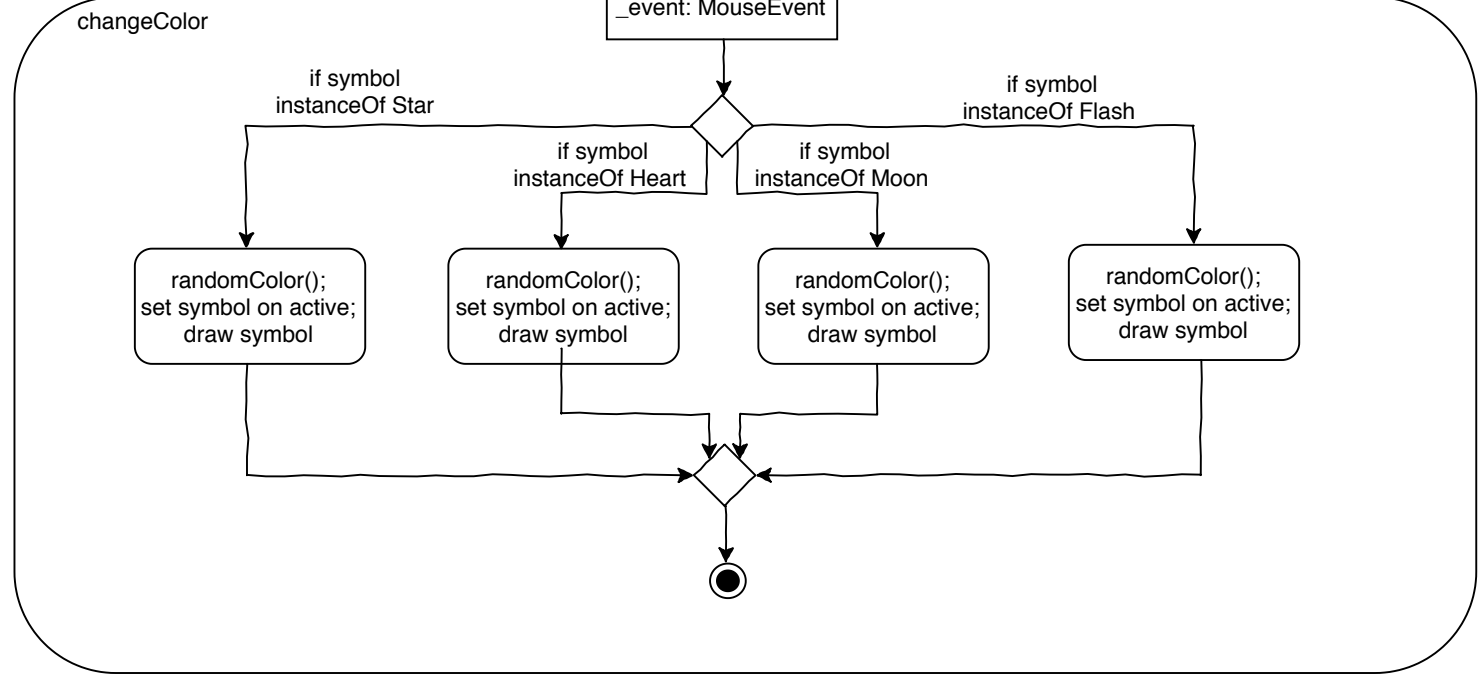 _event: MouseEvent
changeColor
if symbol
instanceOf Star
if symbol
instanceOf Flash
if symbol
instanceOf Heart
if symbol
instanceOf Moon
randomColor();
set symbol on active;
draw symbol
randomColor();
set symbol on active;
draw symbol
randomColor();
set symbol on active;
draw symbol
randomColor();
set symbol on active;
draw symbol